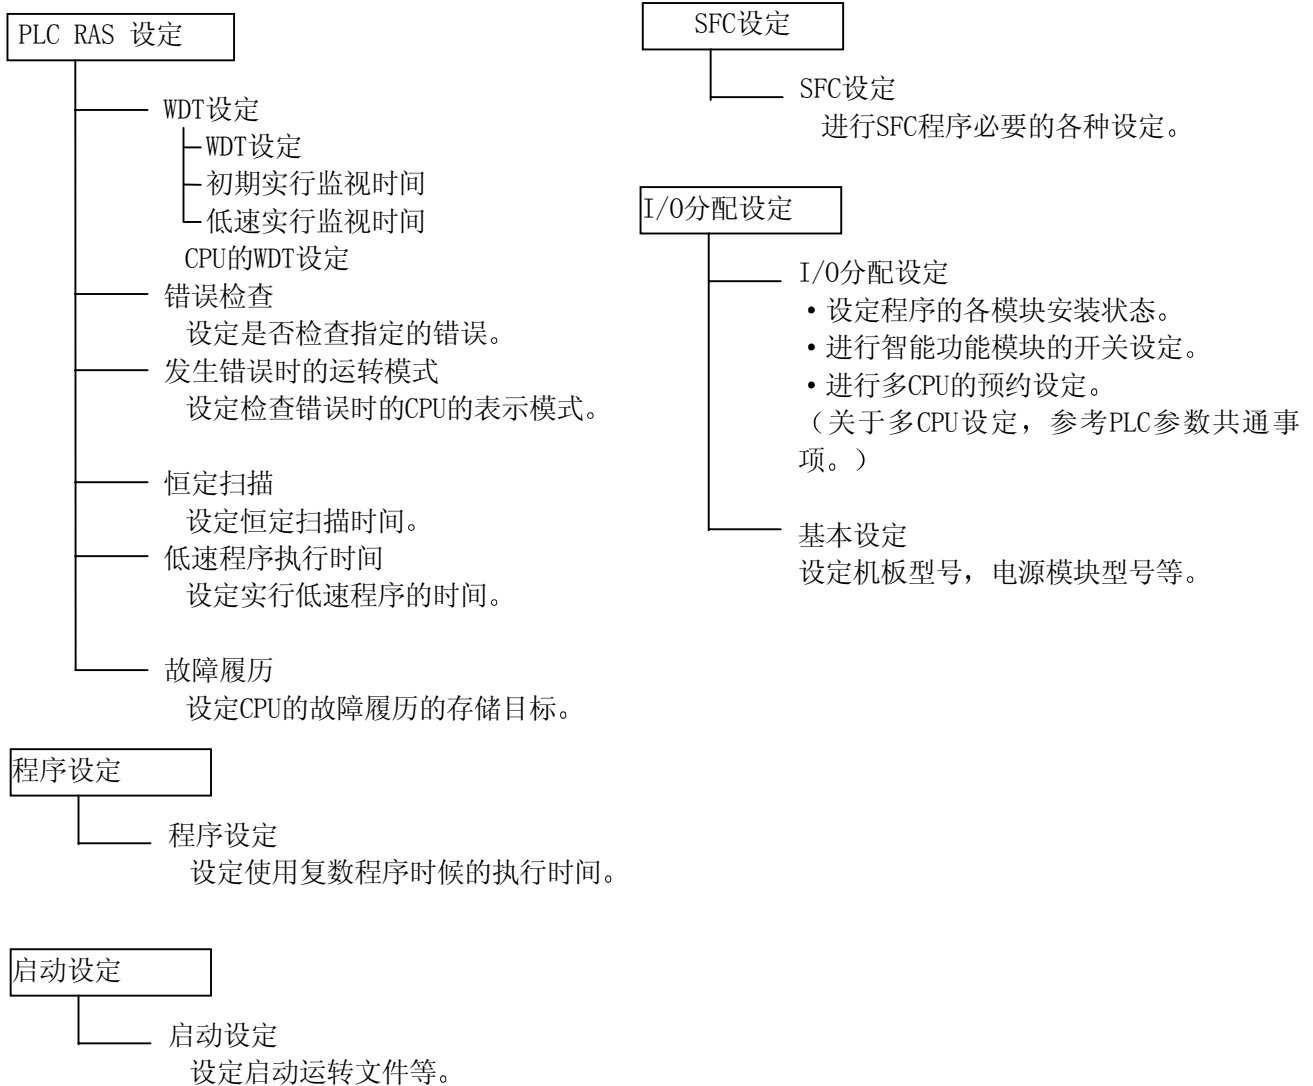 PLC RAS 设定
WDT设定
WDT设定
初期实行监视时间
低速实行监视时间
CPU的WDT设定
错误检查
设定是否检查指定的错误。
发生错误时的运转模式
设定检查错误时的CPU的表示模式。
恒定扫描
设定恒定扫描时间。
低速程序执行时间
设定实行低速程序的时间。
故障履历
设定CPU的故障履历的存储目标。
程序设定
程序设定
设定使用复数程序时候的执行时间。
启动设定
启动设定
设定启动运转文件等。
SFC设定
SFC设定
进行SFC程序必要的各种设定。
I/O分配设定
I/O分配设定
・设定程序的各模块安装状态。
・进行智能功能模块的开关设定。
・进行多CPU的预约设定。
（关于多CPU设定，参考PLC参数共通事
项。）
基本设定
设定机板型号，电源模块型号等。